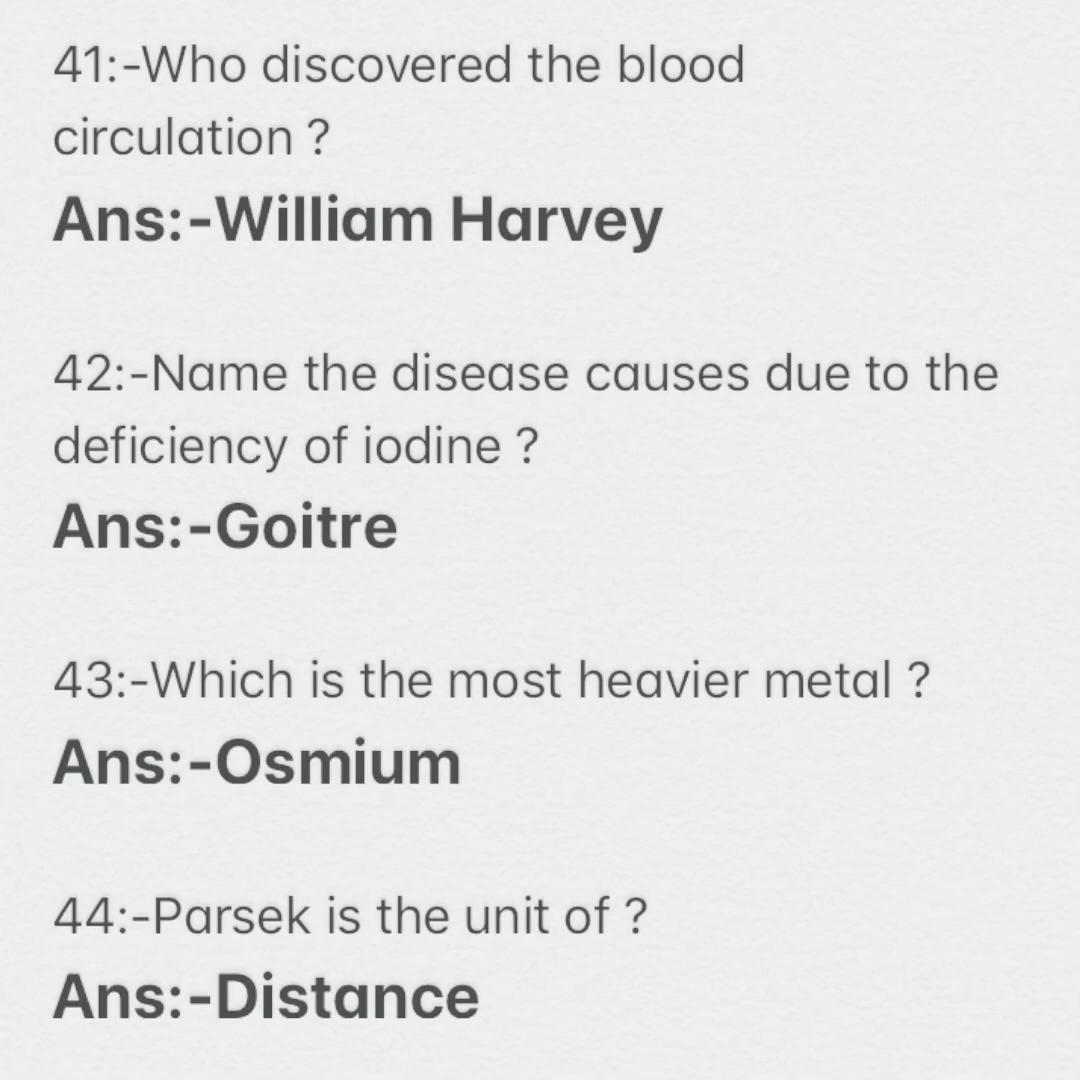 41:-Who discovered the blood
circulation ?
Ans:-William Harvey
42:-Name the disease causes due to the
deficiency of iodine ?
Ans:-Goitre
43:-Which is the most heavier metal ?
Ans:-Osmium
44:-Parsek is the unit of ?
Ans:-Distance